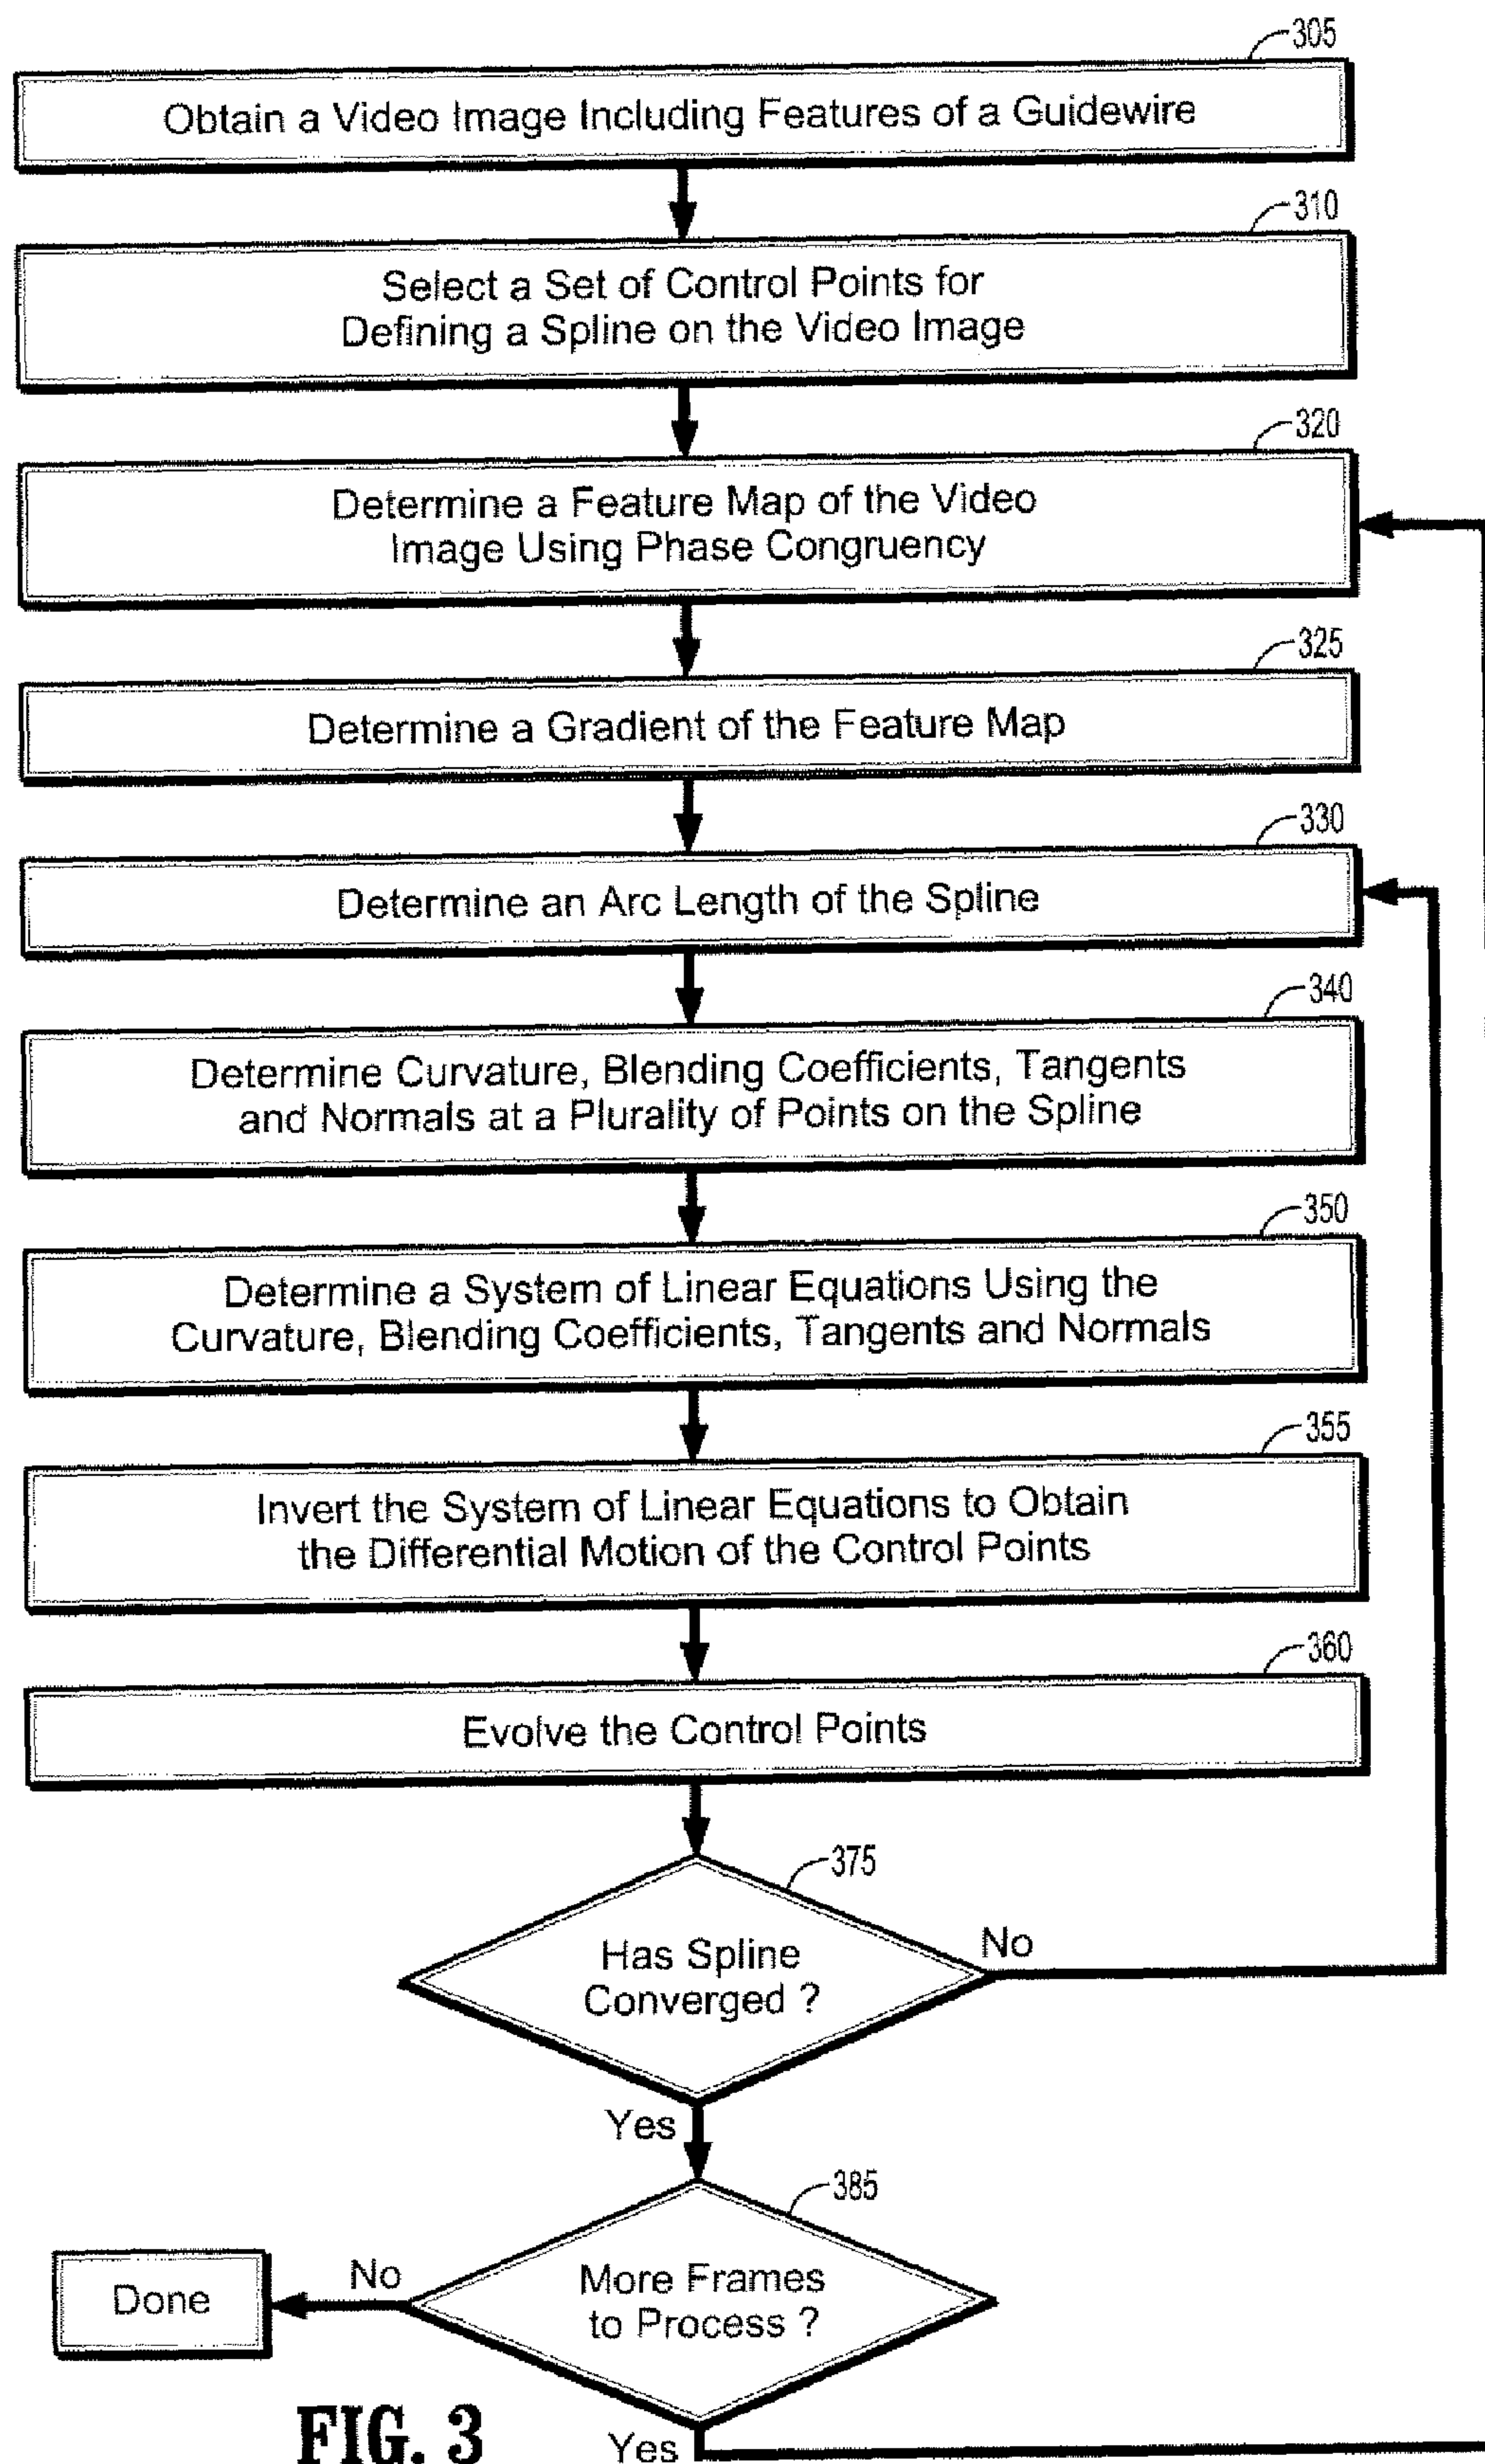 305
Obtain a Video Image Including Features of a Guidewire
310
Select a Set of Control Points for
Defining a Spline on the Video Image
320
Determine a Feature Map of the Video
Image Using Phase Congruency
325
Determine a Gradient of the Feature Map
330
Determine an Arc Length of the Spline
340
Determine Curvature, Blending Coefficients, Tangents
and Normals at a Plurality of Points on the Spline
350
Determine a System of Linear Equations Using the
Curvature, Blending Coefficients, Tangents and Normals
355
Invert the System of Linear Equations to Obtain
the Differential Motion of the Control Points
360
Evolve the Control Points
375
Has Spline
Converged ?
No
Yes
385
More Frames
to Process ?
No
Done
Yes
FIG. 3